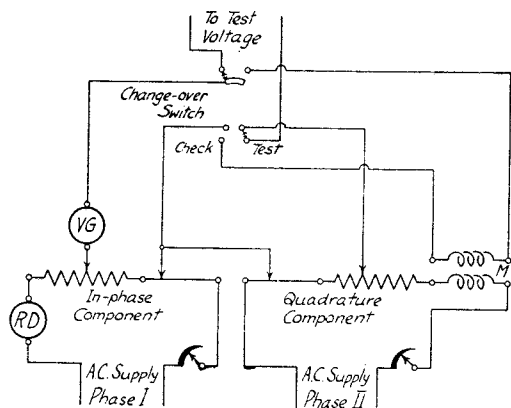 To Test
Voltage
Change-over
Switch
Check
Test
VG
M
In-phase
Component
Quadrature
Component
RD
A.C. Supply
Phase I
A.C. Supply
Phase II